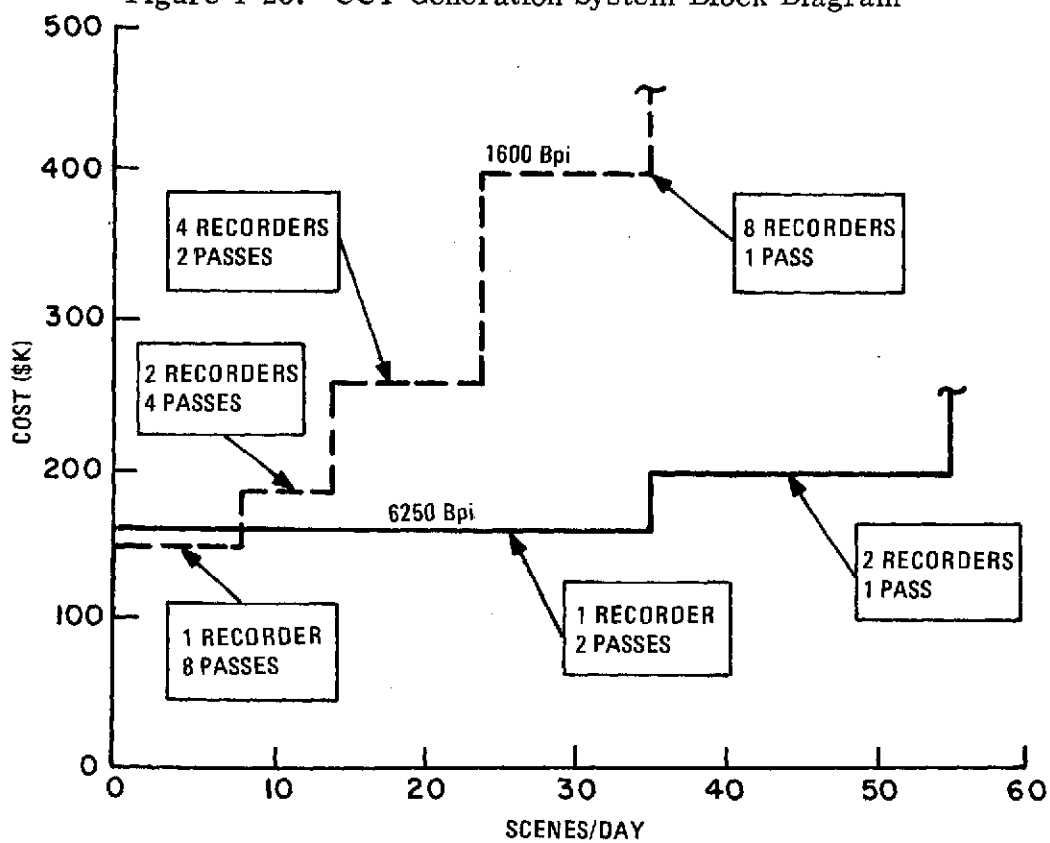 Figure 1-20. CCT Generation System Block Diagram
500
400
300
200
100
0
COST ($K)
1600 Bpi
4 RECORDERS
2 PASSES
8 RECORDERS
1 PASS
2 RECORDERS
4 PASSES
6250 Bpi
1 RECORDER
8 PASSES
1 RECORDER
2 PASSES
2 RECORDERS
1 PASS
0 10 20 30 40 50 60
SCENES/DAY